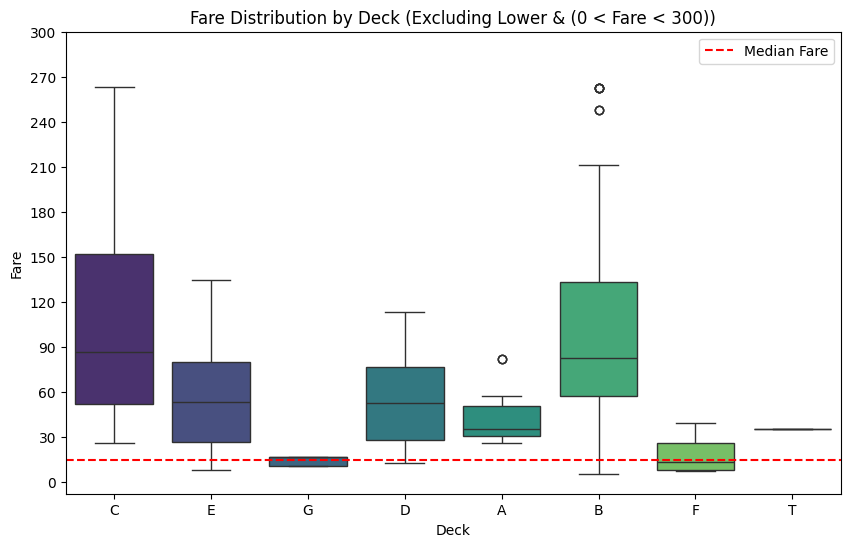 Fare Distribution by Deck (Excluding Lower & (0 < Fare < 300))
Median Fare
Fare
300
270
240
210
180
150
120
90
60
30
0
C E G D A B F T
Deck